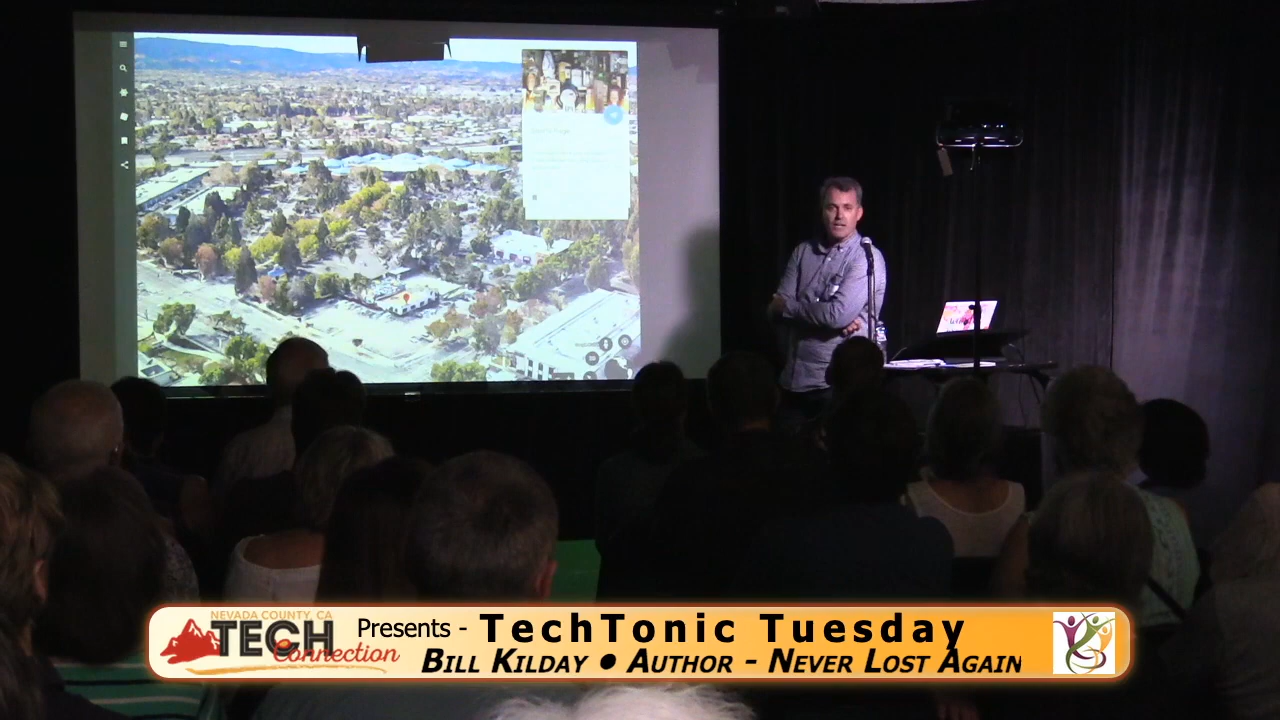 NEVADA COUNTY, CA
TECH
Connection
Presents - TechTonic Tuesday
BILL KILDAY • AUTHOR - NEVER LOST AGAIN